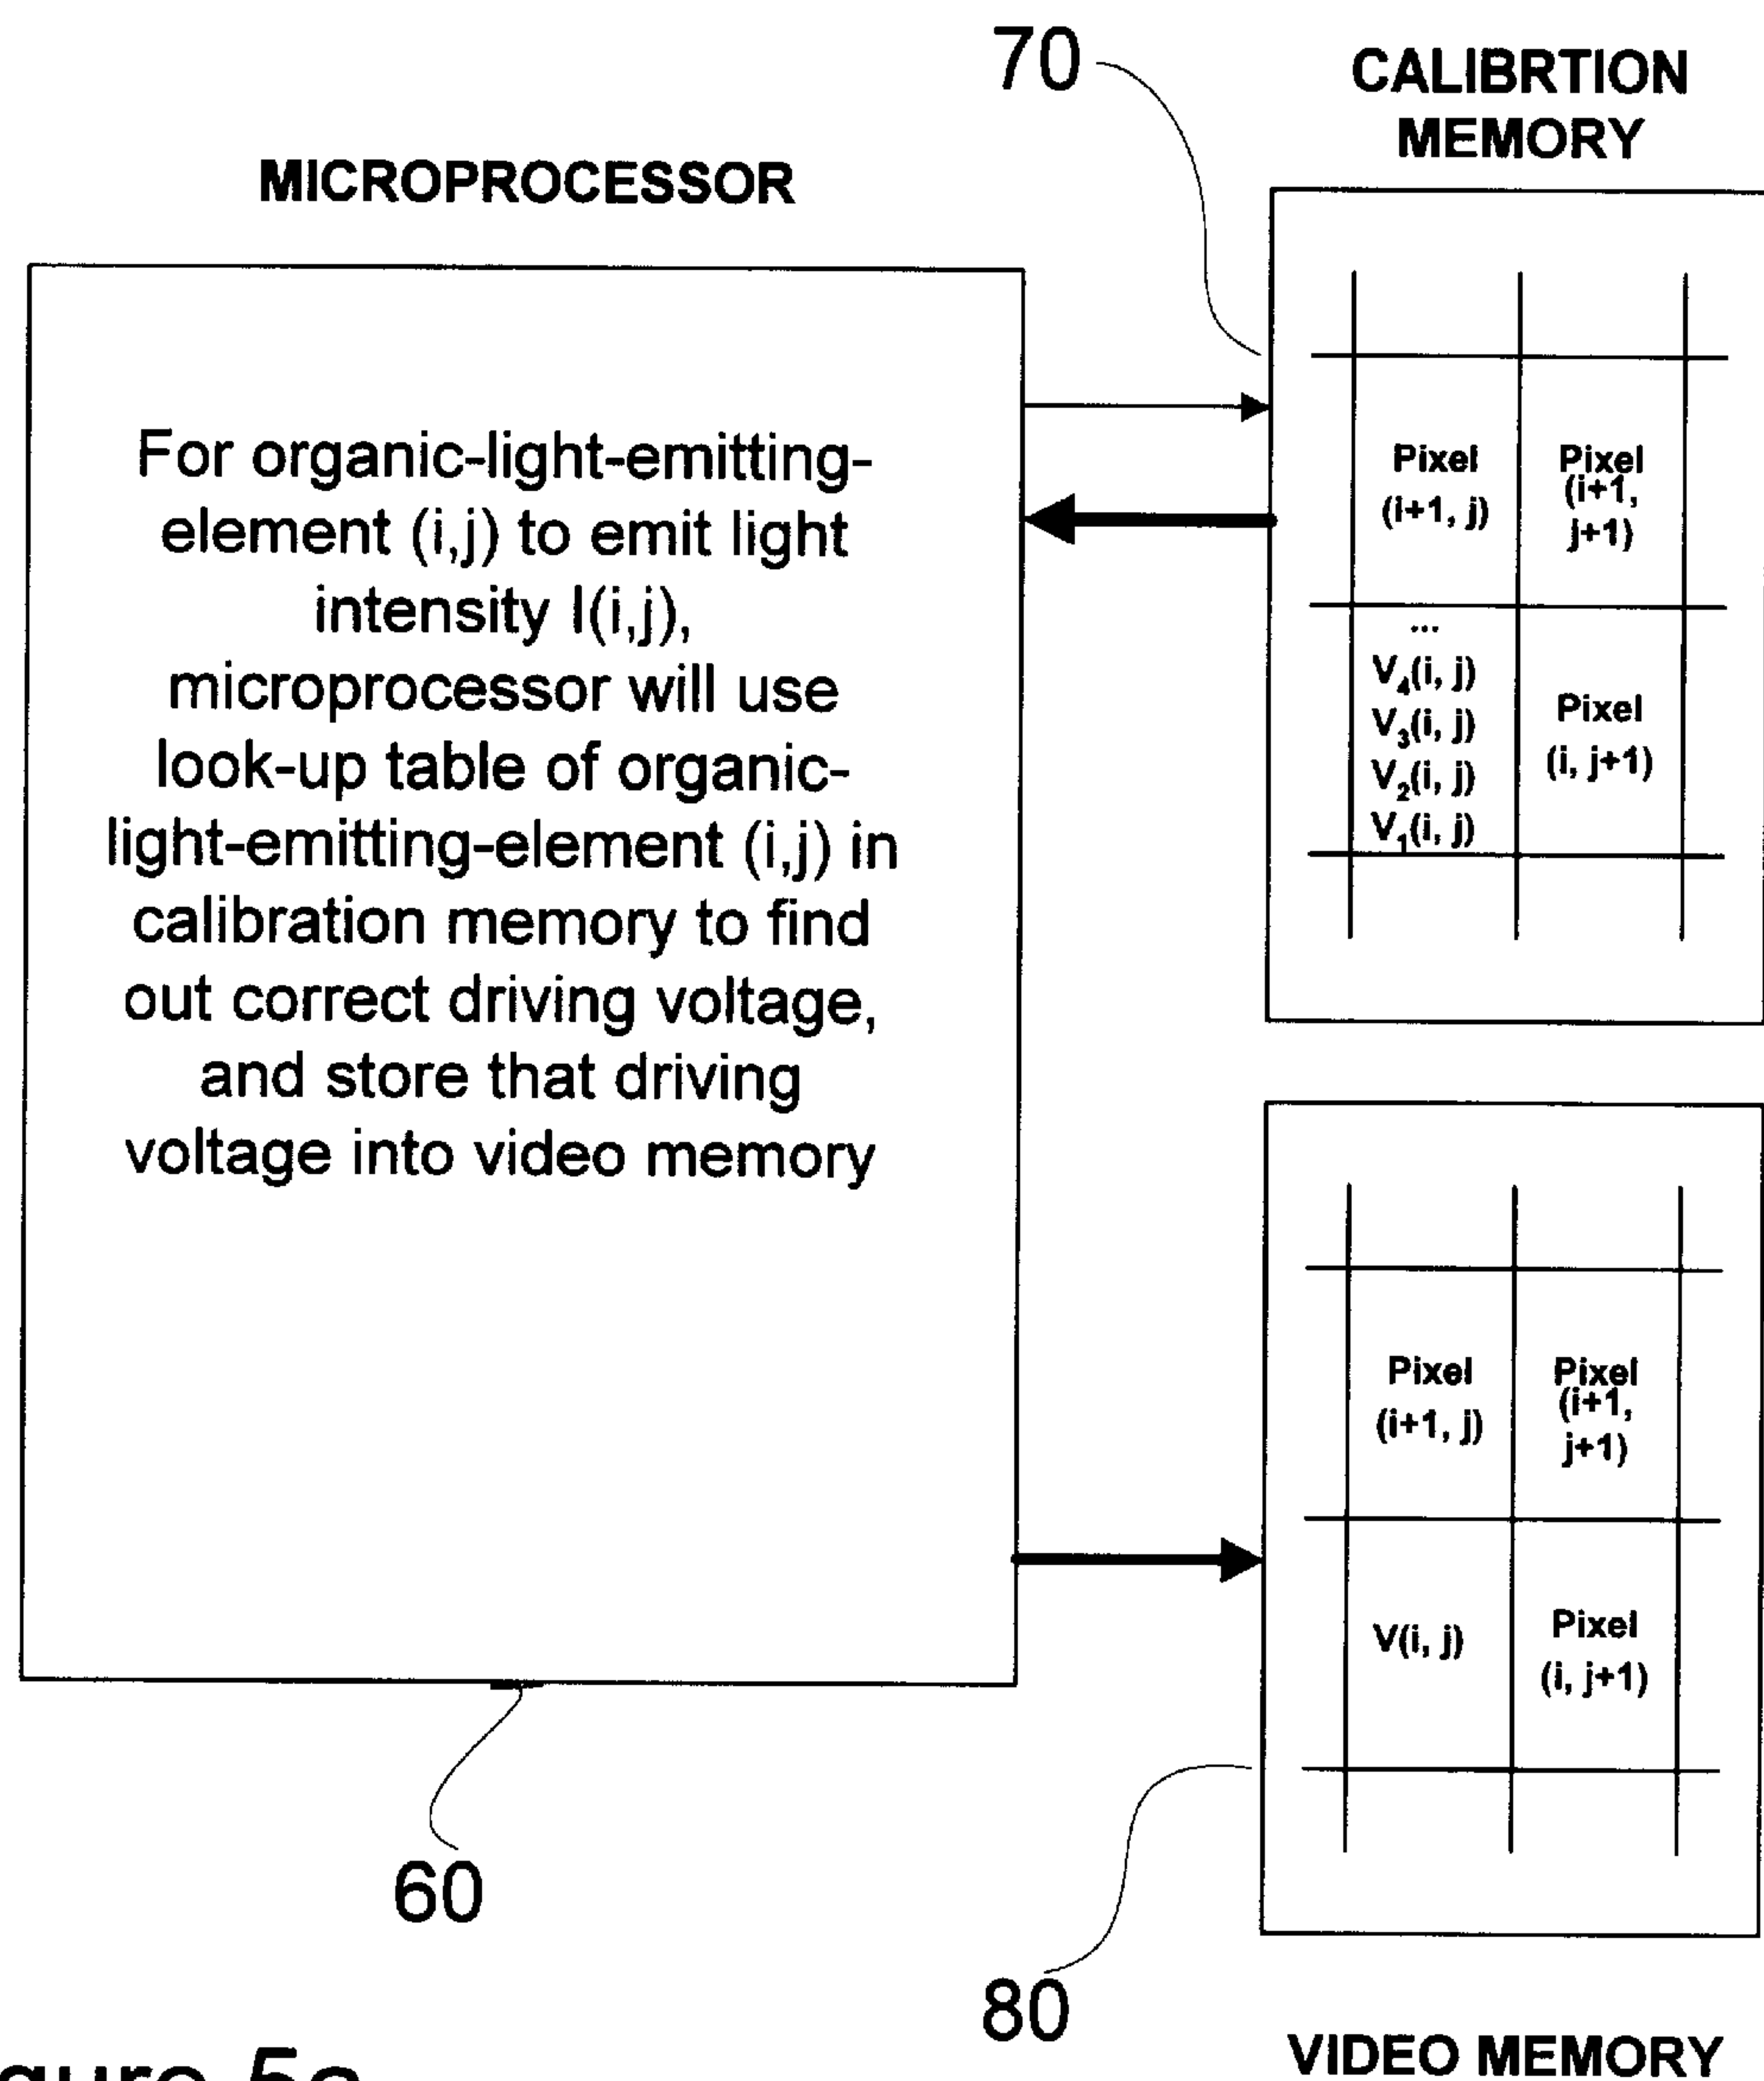 70
CALIBRTION
MEMORY
MICROPROCESSOR
For organic-light-emitting-
element (i,j) to emit light
intensity I(i,j),
microprocessor will use
look-up table of organic-
light-emitting-element (i,j) in
calibration memory to find
out correct driving voltage,
and store that driving
voltage into video memory
Pixel
(i+1, j)
Pixel
(i+1,
j+1)
...
V₄(i, j)
V₃(i, j)
V₂(i, j)
V₁(i, j)
Pixel
(i, j+1)
Pixel
(i+1, j)
Pixel
(i+1,
j+1)
V(i, j)
Pixel
(i, j+1)
60
80
VIDEO MEMORY